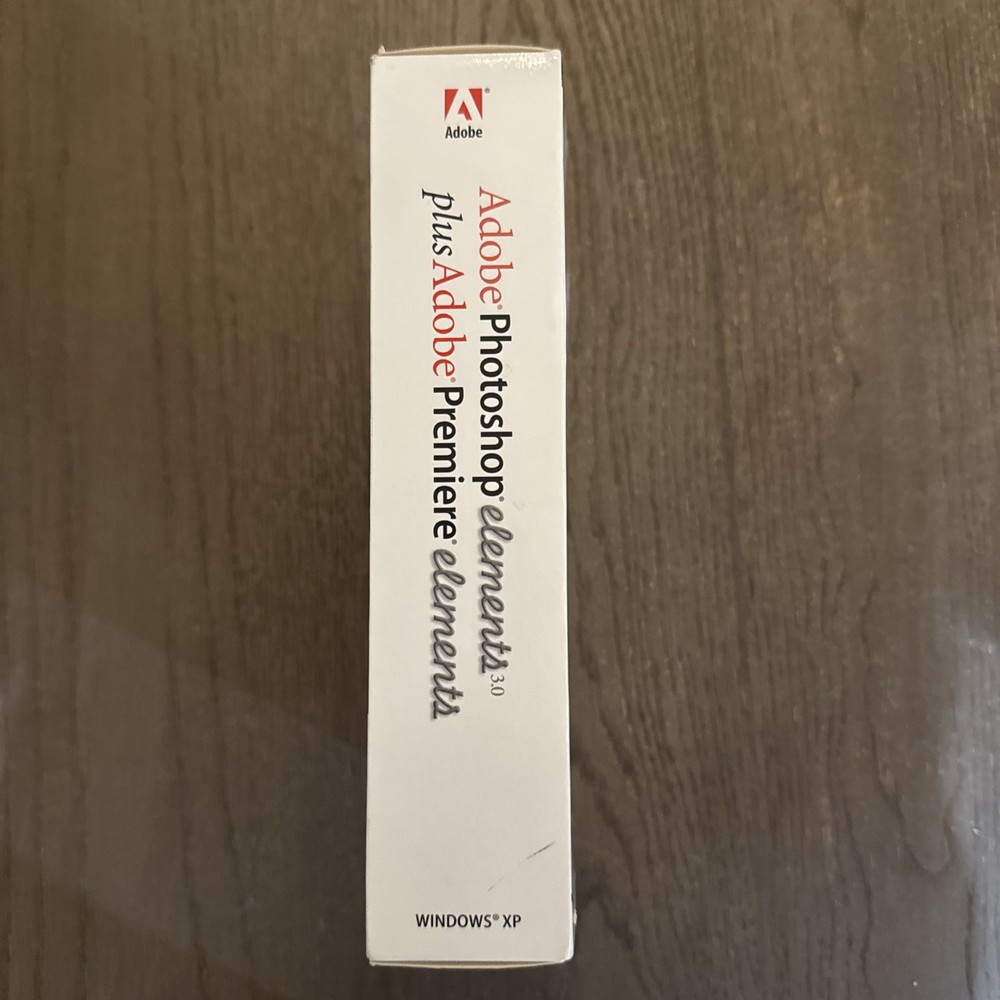 Adobe®
Adobe® Photoshop® elements 3.0
plus Adobe® Premiere® elements
WINDOWS® XP